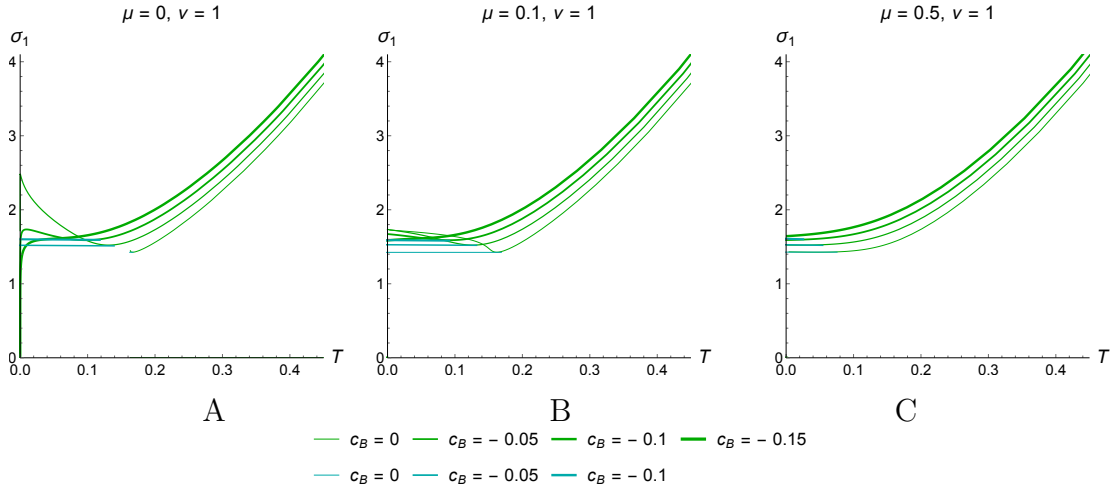 μ = 0, ν = 1
μ = 0.1, ν = 1
μ = 0.5, ν = 1
σ1
σ1
σ1
4
3
2
1
0
0.0 0.1 0.2 0.3 0.4
T
4
3
2
1
0
0.0 0.1 0.2 0.3 0.4
T
4
3
2
1
0
0.0 0.1 0.2 0.3 0.4
T
A
B
C
cB = 0 cB = - 0.05 cB = - 0.1 cB = - 0.15
cB = 0 cB = - 0.05 cB = - 0.1